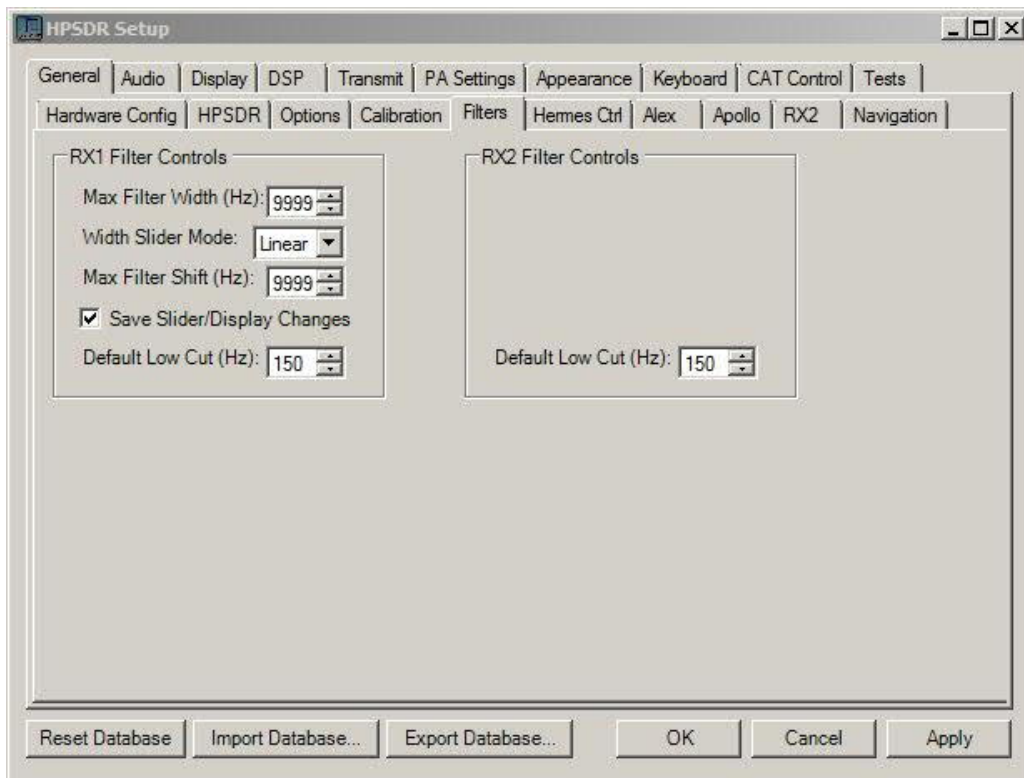 HPSDR Setup
General Audio Display DSP Transmit PA Settings Appearance Keyboard CAT Control Tests
Hardware Config HPSDR Options Calibration Filters Hermes Ctrl Alex Apollo RX2 Navigation
RX1 Filter Controls
Max Filter Width (Hz): 9999
Width Slider Mode: Linear
Max Filter Shift (Hz): 9999
Save Slider/Display Changes
Default Low Cut (Hz): 150
RX2 Filter Controls
Default Low Cut (Hz): 150
Reset Database Import Database... Export Database... OK Cancel Apply